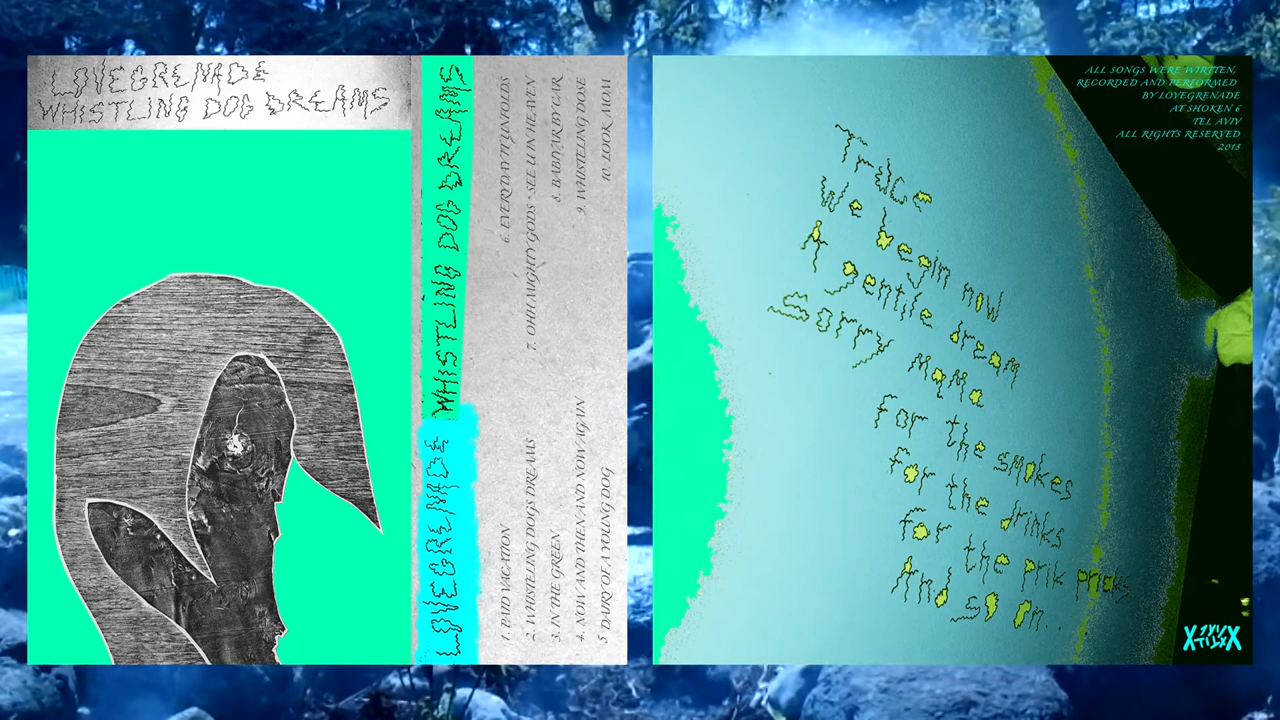 LOVEGRENADE
WHISTLING DOG DREAMS
LOVEGRENADE WHISTLING DOG DREAMS
1. PAID VACATION
2. WHISTELING DOGS DREAMS
3. IN THE GREEN
4. NOW AND THEN AND NOW AGAIN
5 DAIRY OF A YOUNG DOG
6. EVERYDAY IT UNFOLDS
7. OHH MIGHTY GODS * SEE U IN HEAVEN
8. BABYAR BY CAR
9. WHISTELING DOSE
10. LOOK MOM
ALL SONGS WERE WIRTTEN,
RECORDED AND PERFORMED
BY LOVEGRENADE
AT SHOKEN 6
TEL AVIV
ALL RIGHTS RESERVED
2018
Truce
We begin now
A gentle dream
Sorry mama
For the smokes
For the drinks
For the prik priks
And so on.